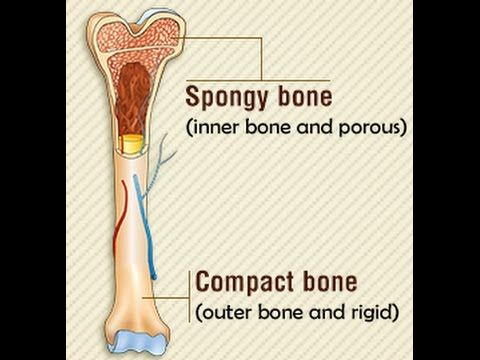 Spongy bone
(inner bone and porous)
Compact bone
(outer bone and rigid)